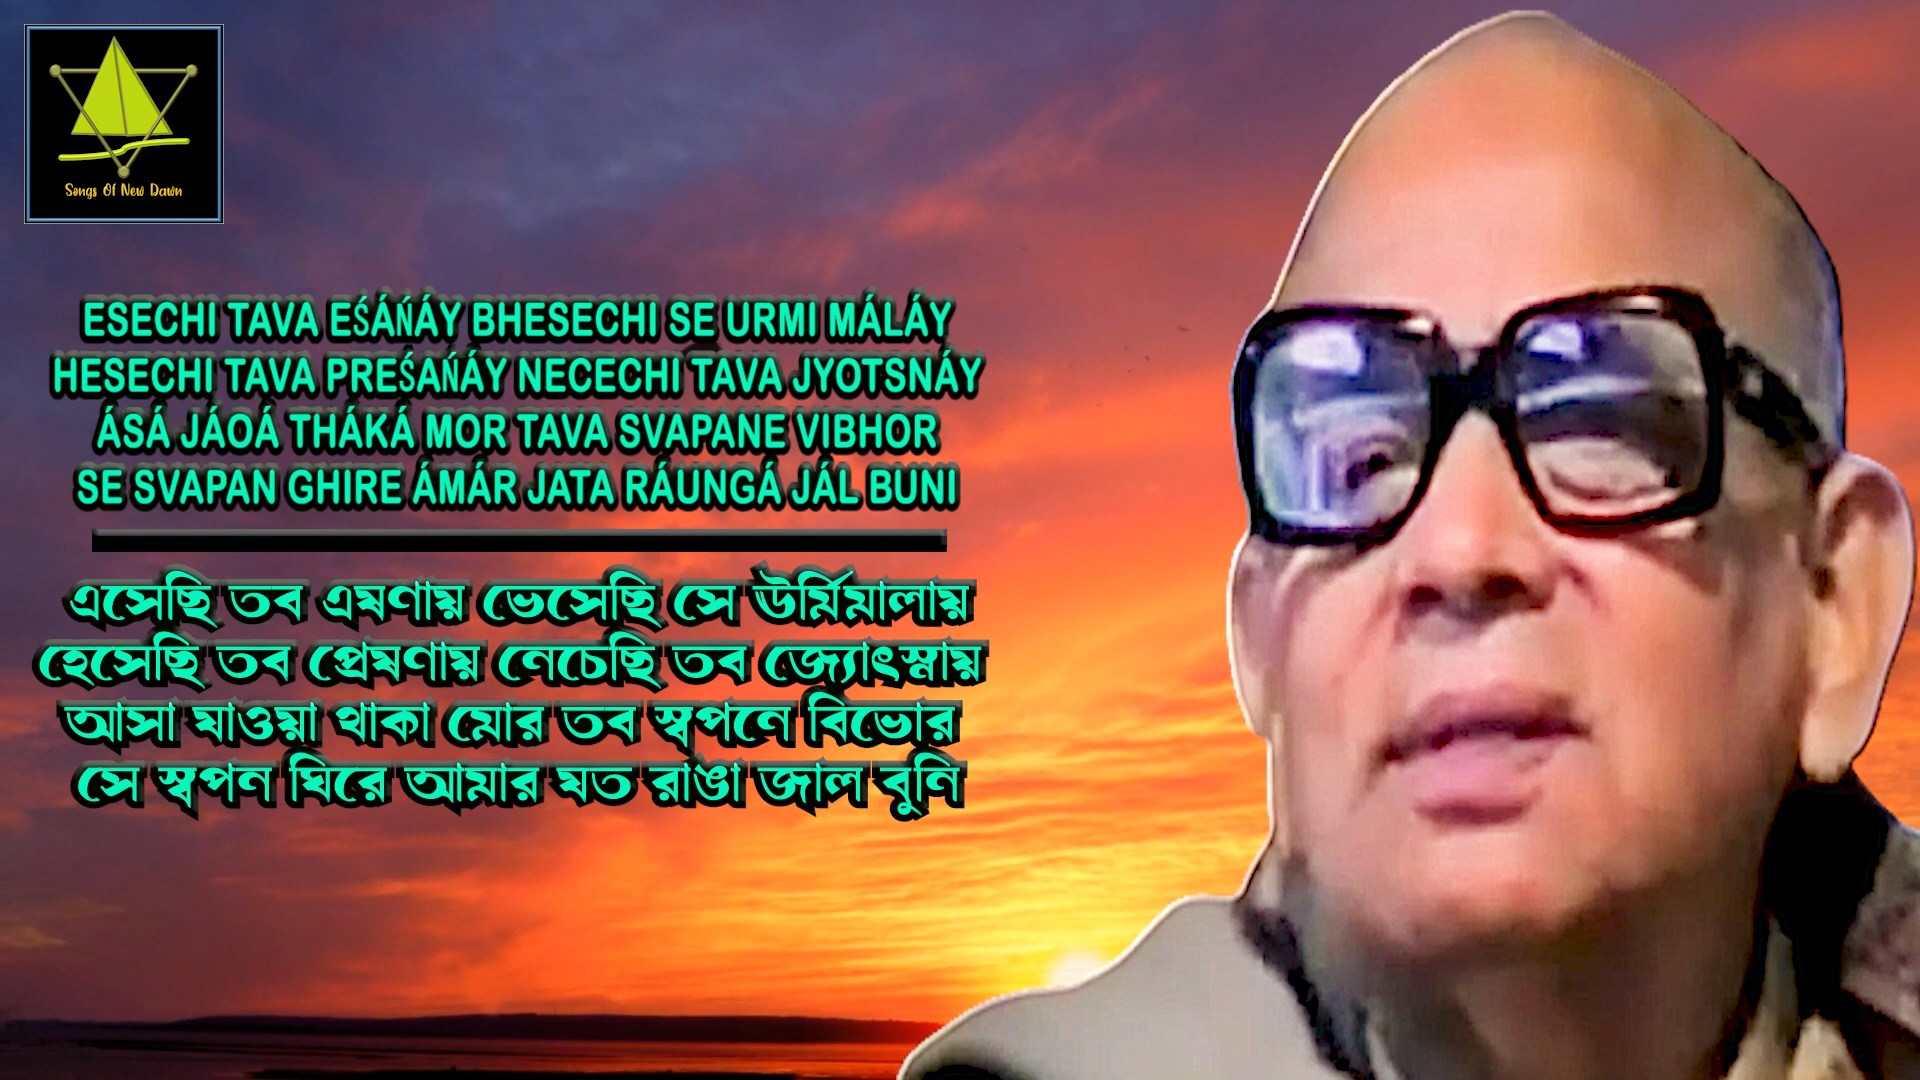 Songs Of New Dawn
ESECHI TAVA EŚÁŃÁY BHESECHI SE URMI MÁLÁY
HESECHI TAVA PREŚAŃÁY NECECHI TAVA JYOTSNÁY
ÁSÁ JÁOÁ THÁKÁ MOR TAVA SVAPANE VIBHOR
SE SVAPAN GHIRE ÁMÁR JATA RÁUNGÁ JÁL BUNI
এসেছি তব এষণায় ভেসেছি সে ঊর্মিমালায়
হেসেছি তব প্রেষণায় নেচেছি তব জ্যোৎস্নায়
আসা যাওয়া থাকা মোর তব স্বপনে বিভোর
সে স্বপন ঘিরে আমার যত রাঙা জাল বুনি